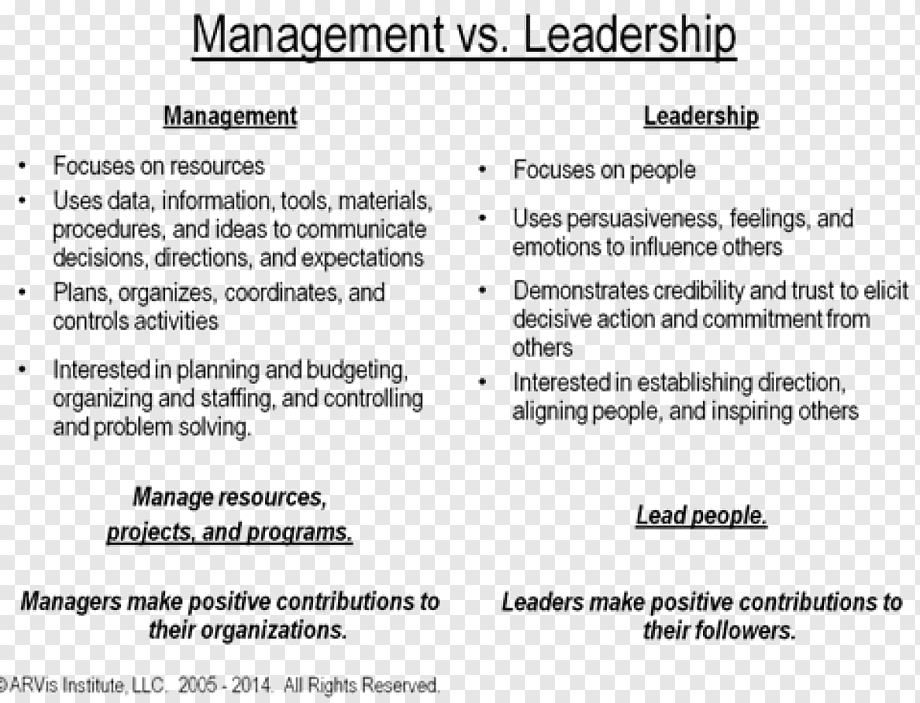 Management vs. Leadership
Management
• Focuses on resources
• Uses data, information, tools, materials,
procedures, and ideas to communicate
decisions, directions, and expectations
• Plans, organizes, coordinates, and
controls activities
• Interested in planning and budgeting,
organizing and staffing, and controlling
and problem solving.
Manage resources,
projects, and programs.
Managers make positive contributions to
their organizations.
Leadership
• Focuses on people
• Uses persuasiveness, feelings, and
emotions to influence others
• Demonstrates credibility and trust to elicit
decisive action and commitment from
others
• Interested in establishing direction,
aligning people, and inspiring others
Lead people.
Leaders make positive contributions to
their followers.
©ARVis Institute, LLC. 2005 - 2014. All Rights Reserved.